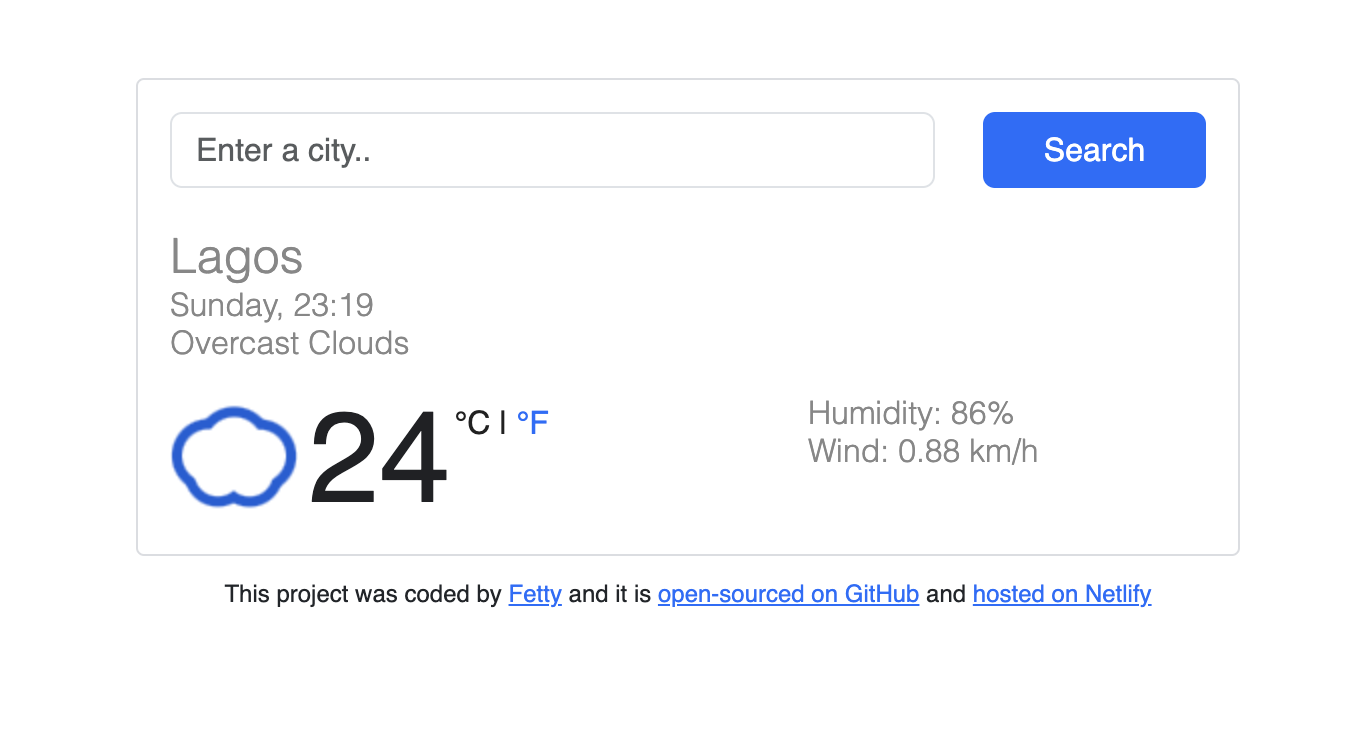 Enter a city..
Search
Lagos
Sunday, 23:19
Overcast Clouds
24 °C | °F
Humidity: 86%
Wind: 0.88 km/h
This project was coded by Fetty and it is open-sourced on GitHub and hosted on Netlify